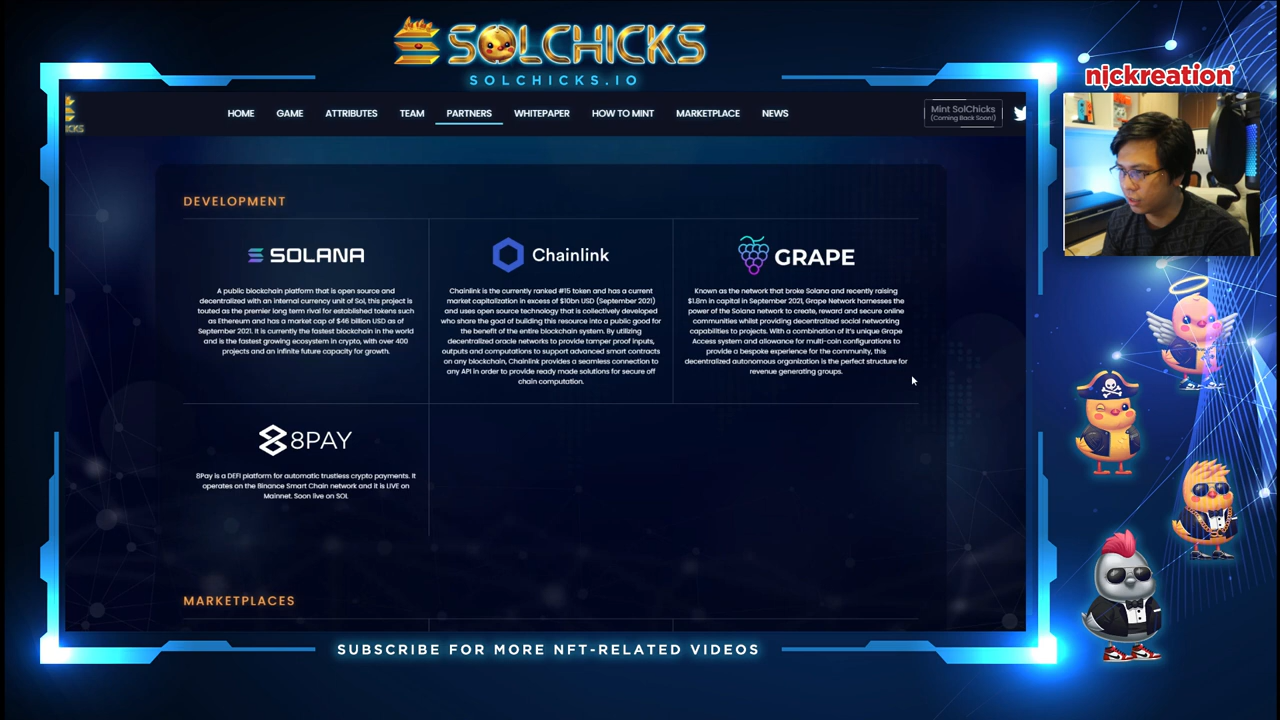 SOLCHICKS
SOLCHICKS.IO
nickreation
HOME GAME ATTRIBUTES TEAM PARTNERS WHITEPAPER HOW TO MINT MARKETPLACE NEWS
Mint SolChicks
(Coming Back Soon!)
DEVELOPMENT
SOLANA
A public blockchain platform that is open source and
decentralized with an internal currency unit of Sol, this project is
touted as the premier long term rival for established tokens such
as Ethereum and has a market cap of $46 billion USD as of
September 2021. It is currently the fastest blockchain in the world
and is the fastest growing ecosystem in crypto, with over 400
projects and an infinite future capacity for growth.
Chainlink
Chainlink is the currently ranked #15 token and has a current
market capitalization in excess of $10bn USD (September 2021)
and uses open source technology that is collectively developed
who share the goal of building this resource into a public good for
the benefit of the entire blockchain system. By utilizing
decentralized oracle networks to provide tamper proof inputs,
outputs and computations to support advanced smart contracts
on any blockchain, Chainlink provides a seamless connection to
any API in order to provide ready made solutions for secure off
chain computation.
GRAPE
Known as the network that broke Solana and recently raising
$1.8m in capital in September 2021, Grape Network harnesses the
power of the Solana network to create, reward and secure online
communities whilst providing decentralized social networking
capabilities to projects. With a combination of it's unique Grape
Access system and allowance for multi-coin configurations to
provide a bespoke experience for the community, this
decentralized autonomous organization is the perfect structure for
revenue generating groups.
8PAY
8Pay is a DEFI platform for automatic trustless crypto payments. It
operates on the Binance Smart Chain network and it is LIVE on
Mainnet. Soon live on SOL
MARKETPLACES
SUBSCRIBE FOR MORE NFT-RELATED VIDEOS